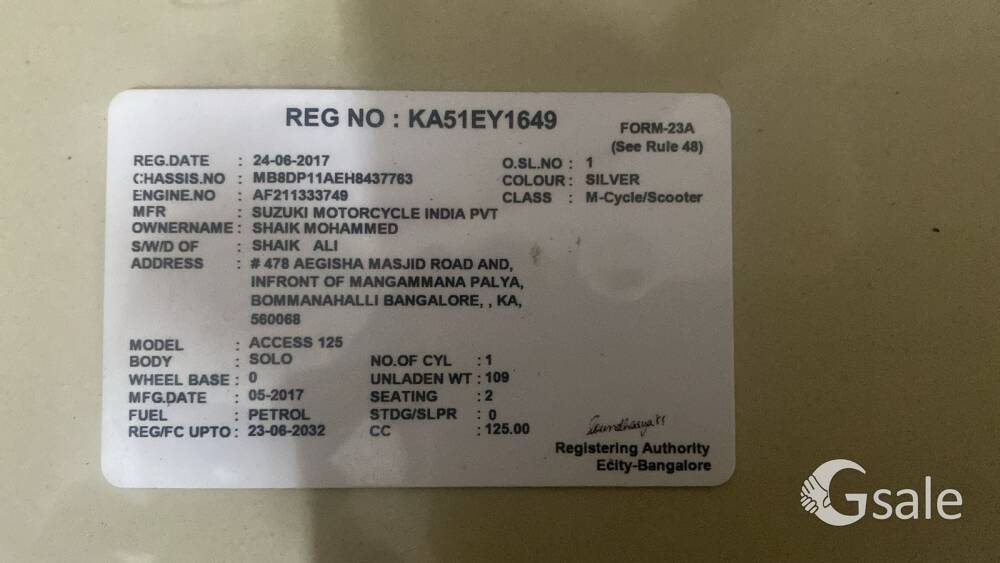 REG NO : KA51EY1649
FORM-23A
(See Rule 48)
REG.DATE : 24-06-2017
O.SL.NO : 1
CHASSIS.NO : MB8DP11AEH8437763
COLOUR : SILVER
ENGINE.NO : AF211333749
CLASS : M-Cycle/Scooter
MFR : SUZUKI MOTORCYCLE INDIA PVT
OWNERNAME : SHAIK MOHAMMED
S/W/D OF : SHAIK ALI
ADDRESS : # 478 AEGISHA MASJID ROAD AND,
INFRONT OF MANGAMMANA PALYA,
BOMMANAHALLI BANGALORE, , KA,
560068
MODEL : ACCESS 125
BODY : SOLO
NO.OF CYL : 1
WHEEL BASE : 0
UNLADEN WT : 109
MFG.DATE : 05-2017
SEATING : 2
FUEL : PETROL
STDG/SLPR : 0
REG/FC UPTO : 23-06-2032
CC : 125.00
Registering Authority
Ecity-Bangalore
Gsale